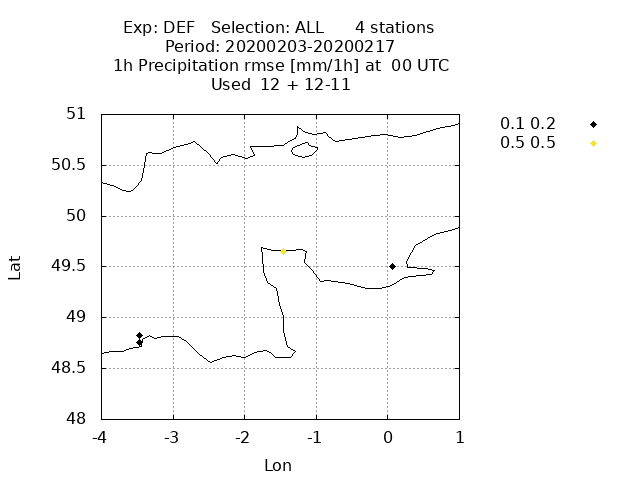 Exp: DEF   Selection: ALL      4 stations
Period: 20200203-20200217
1h Precipitation rmse [mm/1h] at  00 UTC
Used  12 + 12-11
0.1 0.2
0.5 0.5
Lat
51
50.5
50
49.5
49
48.5
48
-4 -3 -2 -1 0 1
Lon